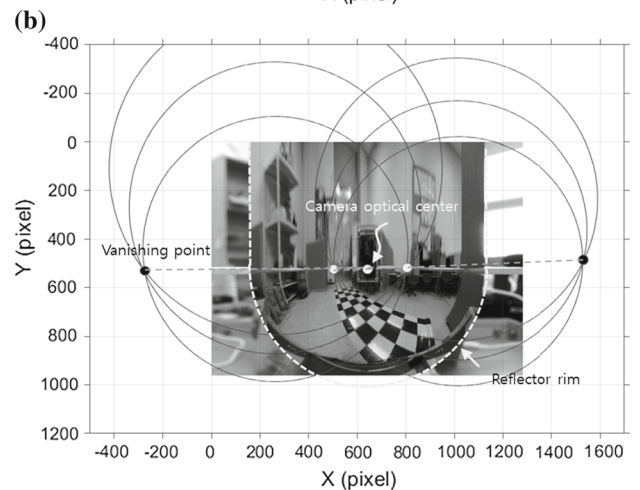 (b)
-400
-200
0
200
400
600
800
1000
1200
Y (pixel)
Camera optical center
Vanishing point
Reflector rim
-400 -200 0 200 400 600 800 1000 1200 1400 1600
X (pixel)